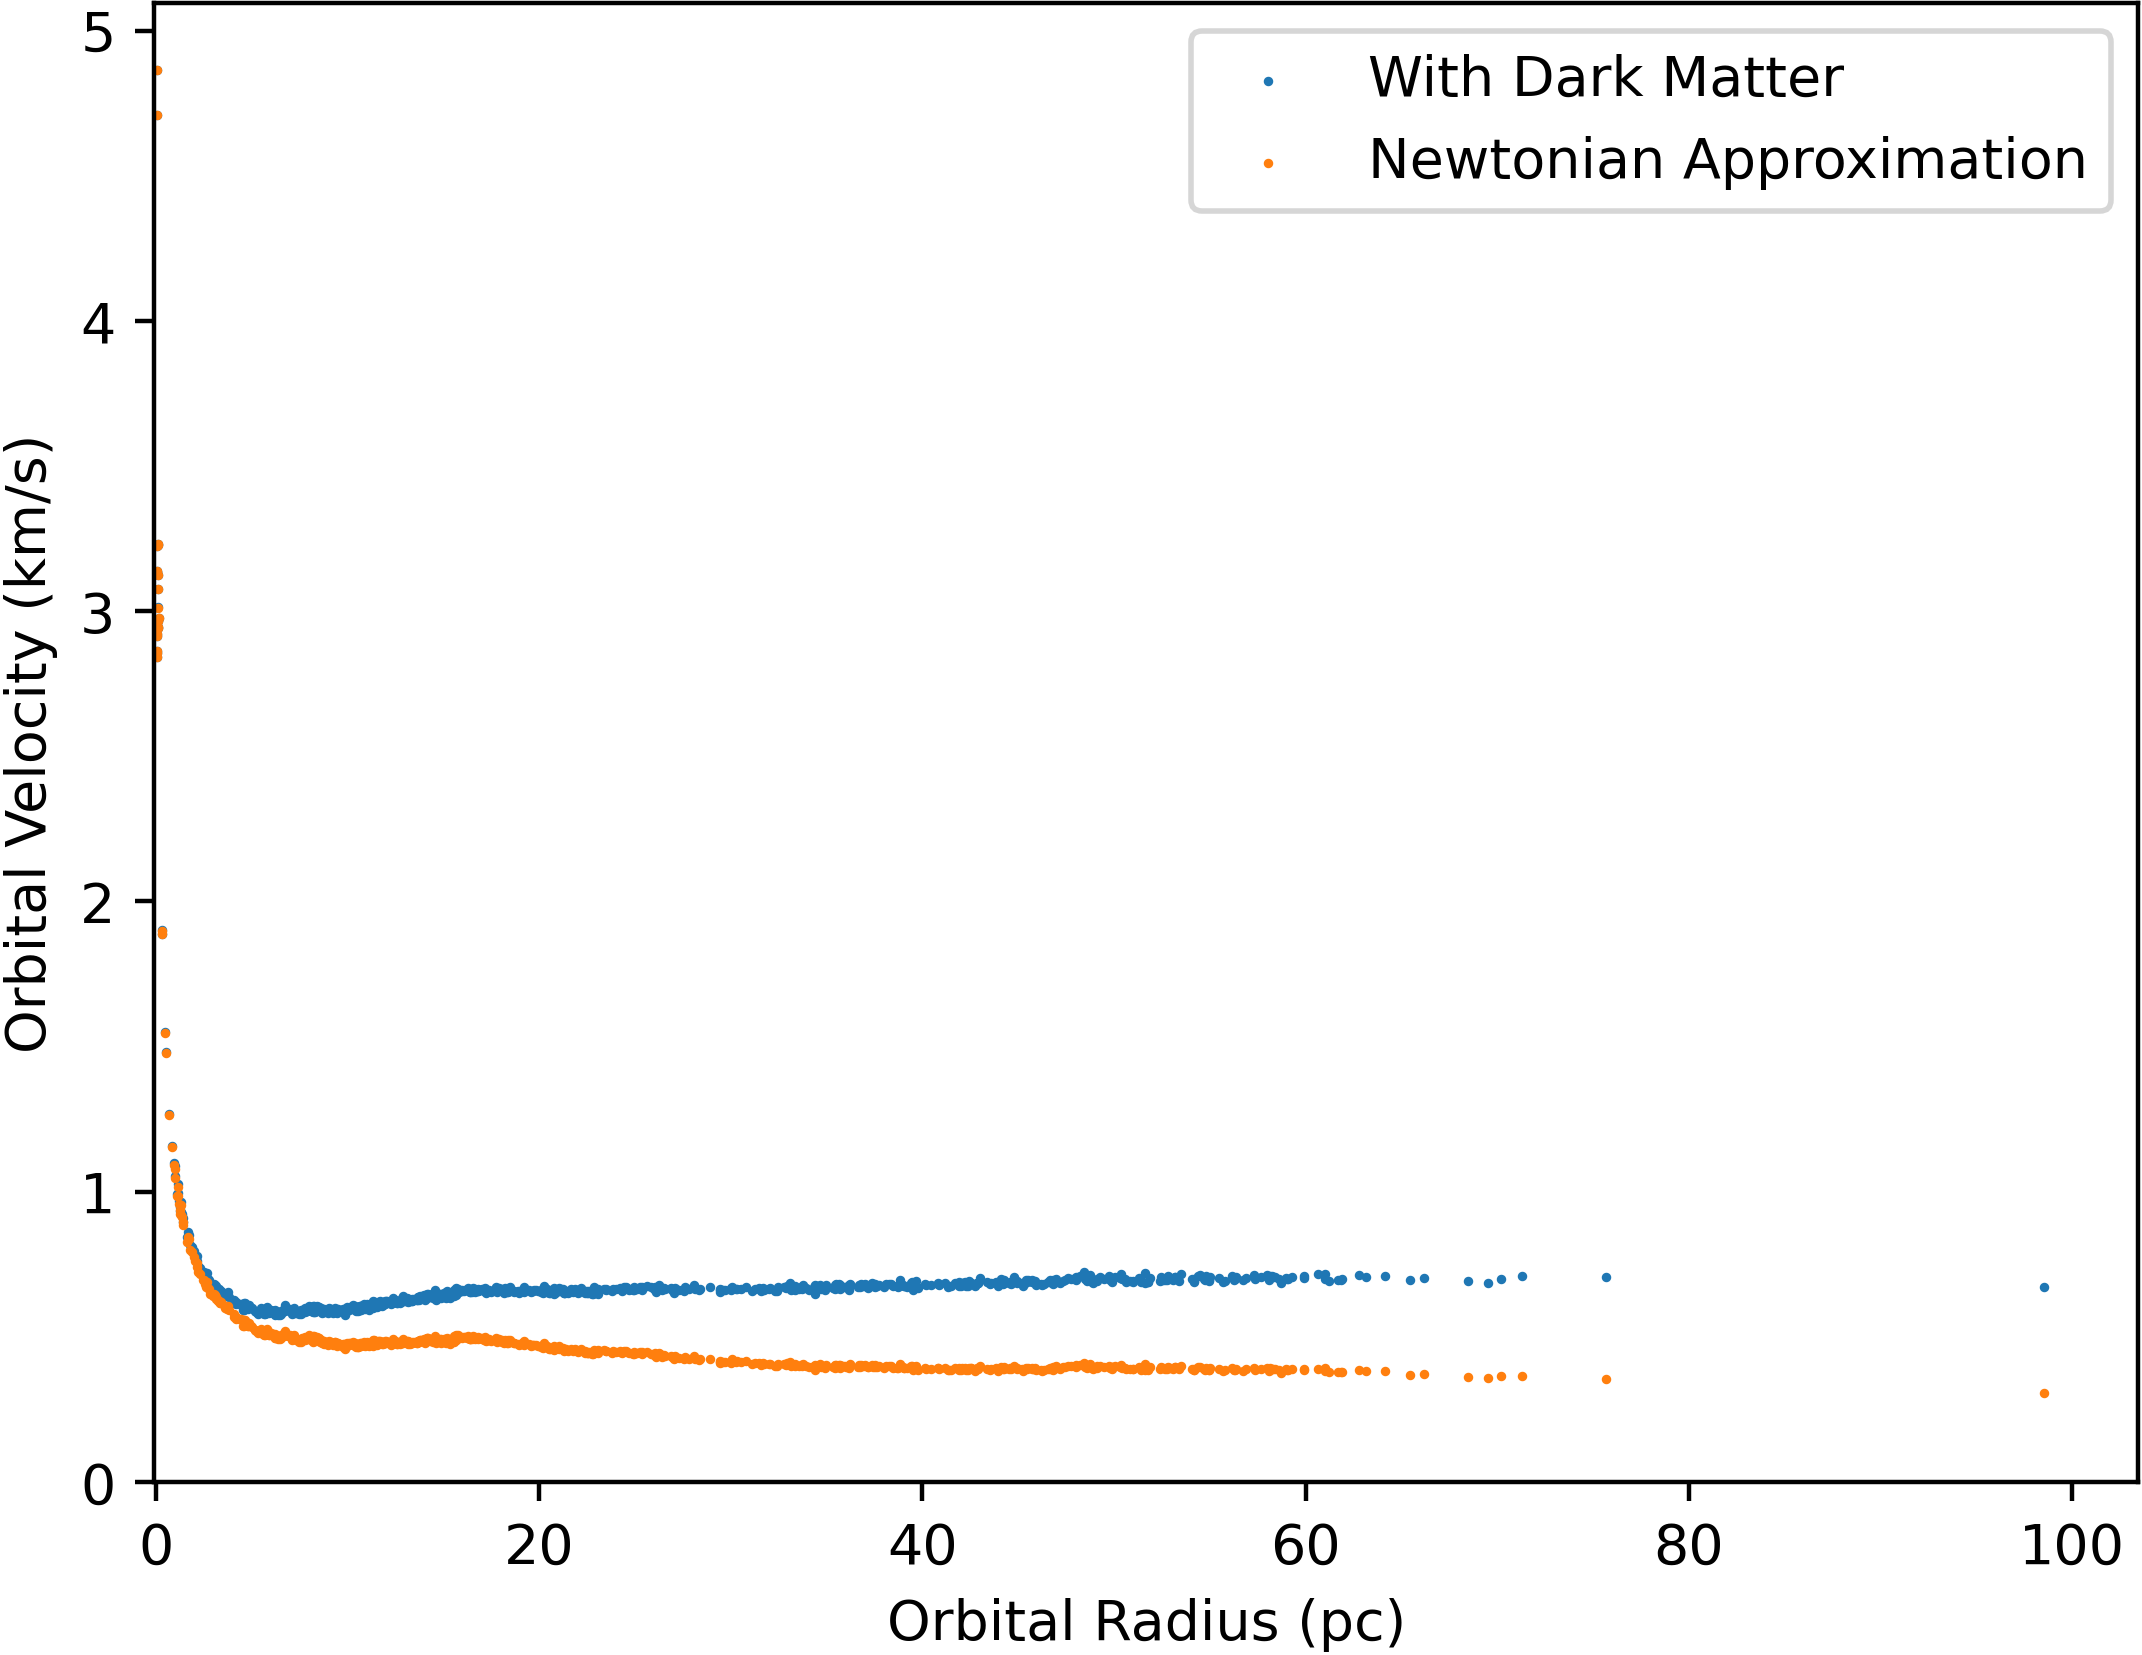 With Dark Matter
Newtonian Approximation
5
4
3
2
1
0
Orbital Velocity (km/s)
0 20 40 60 80 100
Orbital Radius (pc)